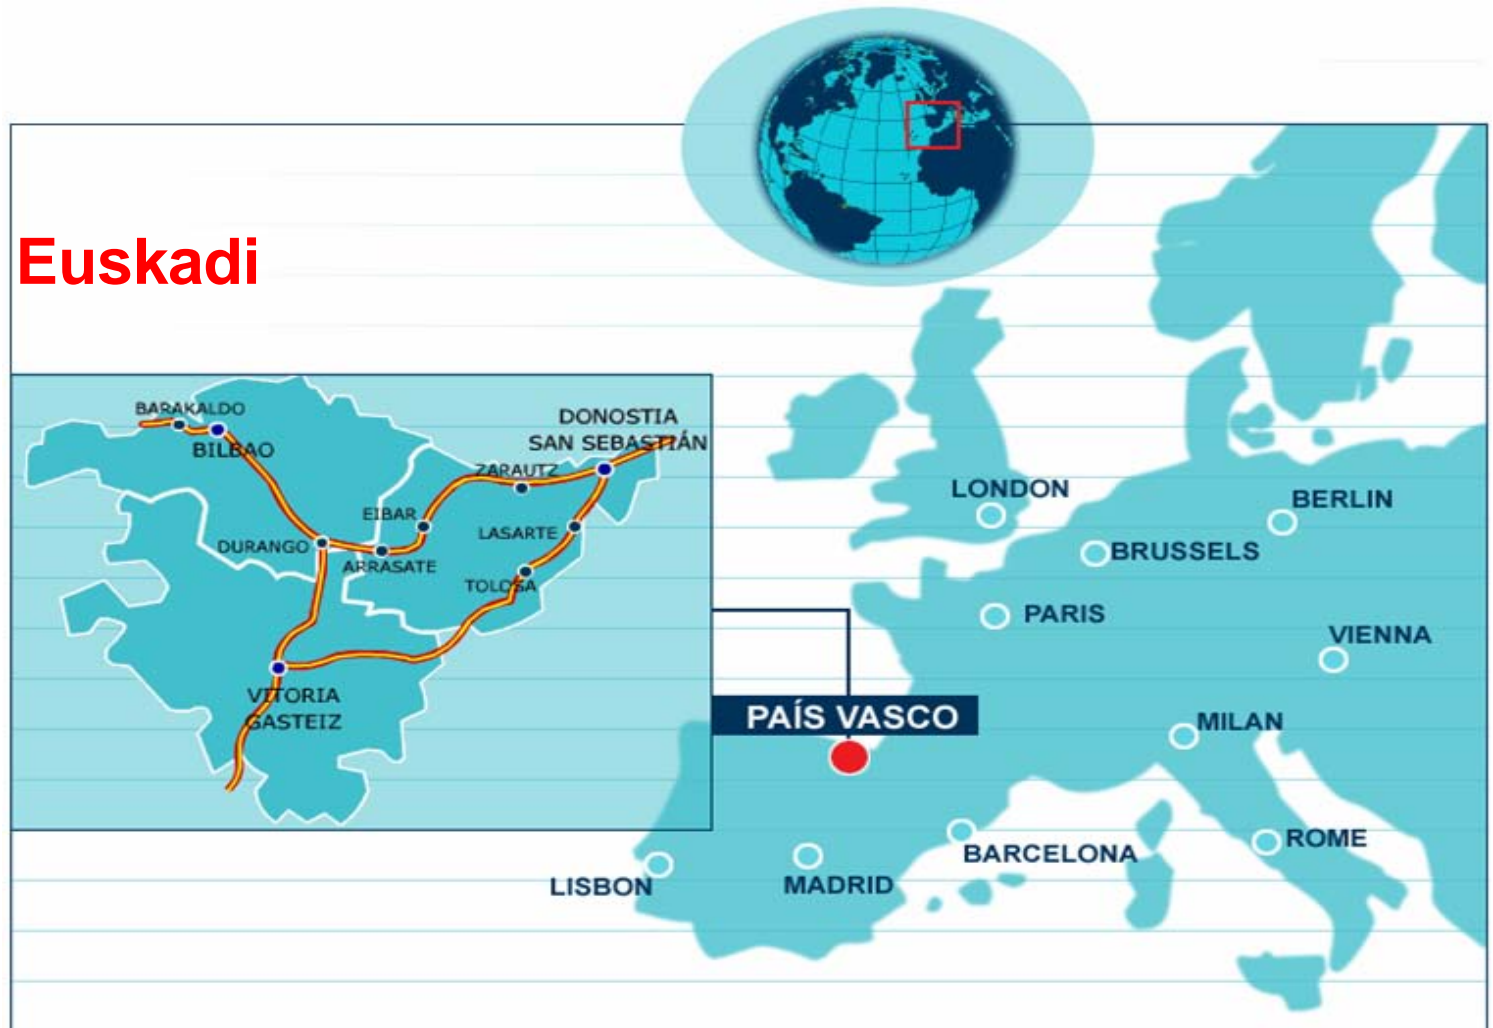 Euskadi
BARAKALDO
BILBAO
DONOSTIA
SAN SEBASTIÁN
ZARAUTZ
EIBAR
LASARTE
DURANGO
ARRASATE
TOLOSA
VITORIA
GASTEIZ
LONDON
BERLIN
BRUSSELS
PARIS
VIENNA
PAÍS VASCO
MILAN
ROME
BARCELONA
MADRID
LISBON